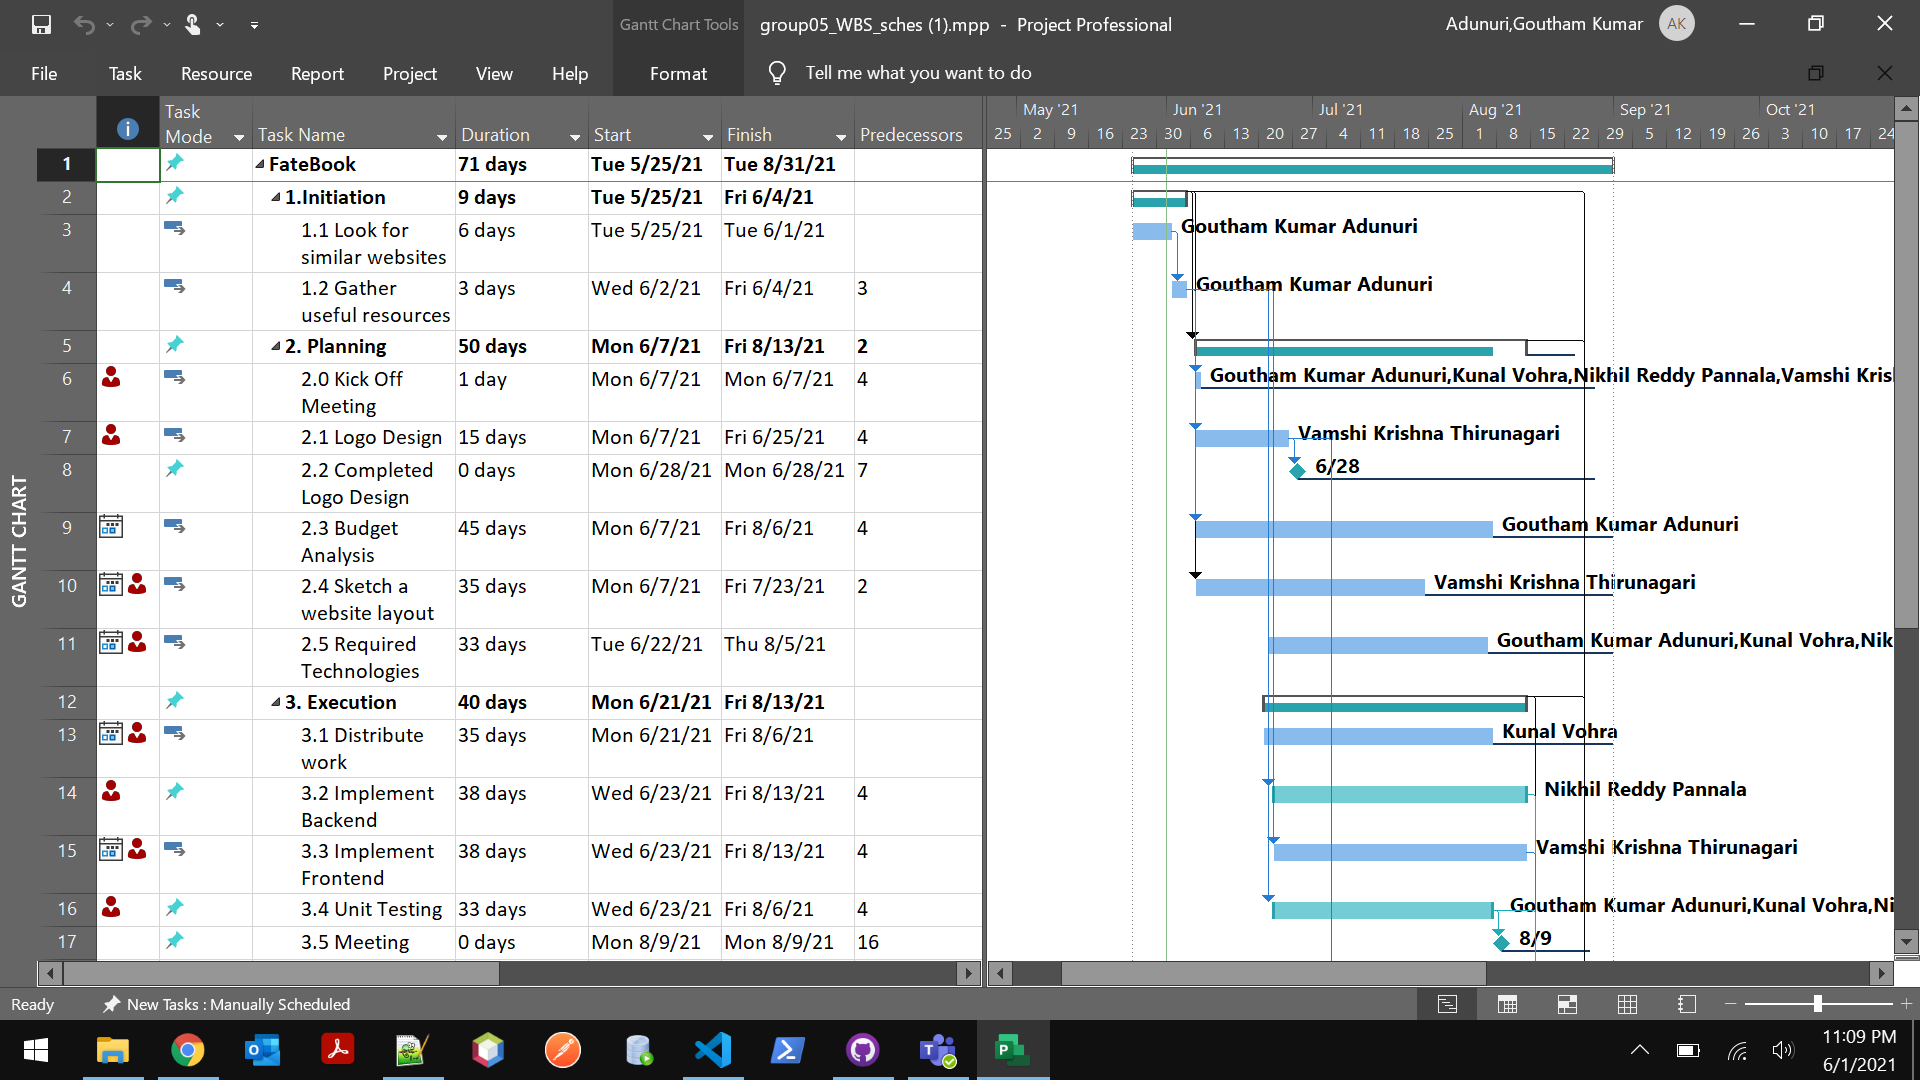 Gantt Chart Tools
group05_WBS_sches (1).mpp - Project Professional
Adunuri,Goutham Kumar
AK
File Task Resource Report Project View Help Format Tell me what you want to do
Task Mode Task Name Duration Start Finish Predecessors
May '21 Jun '21 Jul '21 Aug '21 Sep '21 Oct '21
25 2 9 16 23 30 6 13 20 27 4 11 18 25 1 8 15 22 29 5 12 19 26 3 10 17 24
GANTT CHART
1 FateBook 71 days Tue 5/25/21 Tue 8/31/21
2 1.Initiation 9 days Tue 5/25/21 Fri 6/4/21
3 1.1 Look for similar websites 6 days Tue 5/25/21 Tue 6/1/21 Goutham Kumar Adunuri
4 1.2 Gather useful resources 3 days Wed 6/2/21 Fri 6/4/21 3 Goutham Kumar Adunuri
5 2. Planning 50 days Mon 6/7/21 Fri 8/13/21 2
6 2.0 Kick Off Meeting 1 day Mon 6/7/21 Mon 6/7/21 4 Goutham Kumar Adunuri,Kunal Vohra,Nikhil Reddy Pannala,Vamshi Kris
7 2.1 Logo Design 15 days Mon 6/7/21 Fri 6/25/21 4 Vamshi Krishna Thirunagari
8 2.2 Completed Logo Design 0 days Mon 6/28/21 Mon 6/28/21 7 6/28
9 2.3 Budget Analysis 45 days Mon 6/7/21 Fri 8/6/21 4 Goutham Kumar Adunuri
10 2.4 Sketch a website layout 35 days Mon 6/7/21 Fri 7/23/21 2 Vamshi Krishna Thirunagari
11 2.5 Required Technologies 33 days Tue 6/22/21 Thu 8/5/21 Goutham Kumar Adunuri,Kunal Vohra,Nik
12 3. Execution 40 days Mon 6/21/21 Fri 8/13/21
13 3.1 Distribute work 35 days Mon 6/21/21 Fri 8/6/21 Kunal Vohra
14 3.2 Implement Backend 38 days Wed 6/23/21 Fri 8/13/21 4 Nikhil Reddy Pannala
15 3.3 Implement Frontend 38 days Wed 6/23/21 Fri 8/13/21 4 Vamshi Krishna Thirunagari
16 3.4 Unit Testing 33 days Wed 6/23/21 Fri 8/6/21 4 Goutham Kumar Adunuri,Kunal Vohra,Ni
17 3.5 Meeting 0 days Mon 8/9/21 Mon 8/9/21 16 8/9
Ready New Tasks : Manually Scheduled
11:09 PM
6/1/2021